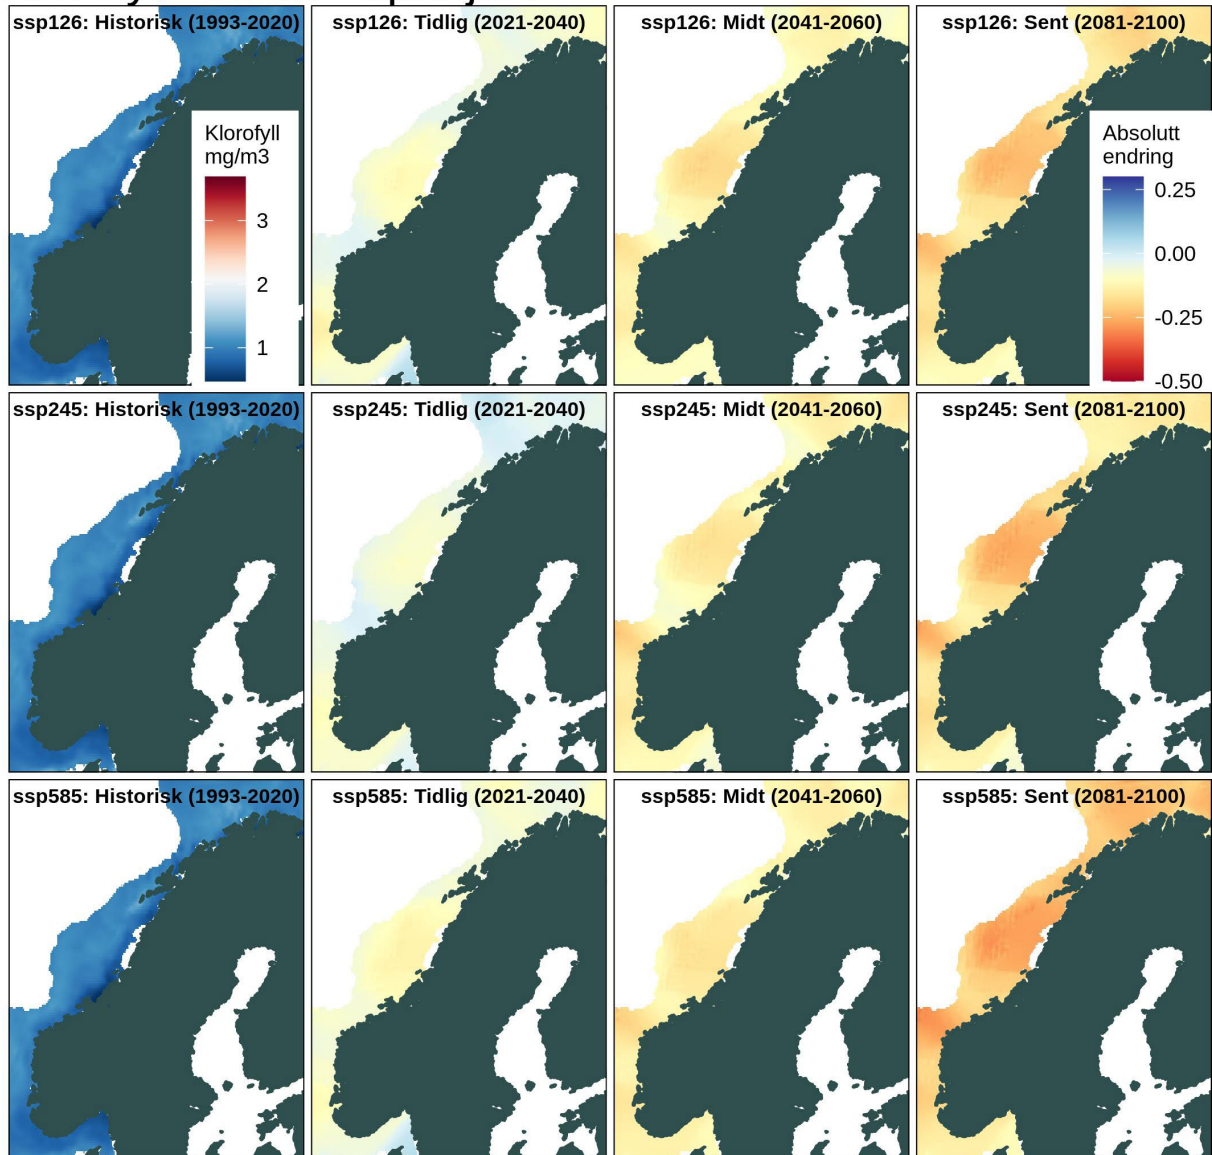 ssp126: Historisk (1993-2020)
ssp126: Tidlig (2021-2040)
ssp126: Midt (2041-2060)
ssp126: Sent (2081-2100)
Klorofyll
mg/m3
3
2
1
Absolutt
endring
0.25
0.00
-0.25
-0.50
ssp245: Historisk (1993-2020)
ssp245: Tidlig (2021-2040)
ssp245: Midt (2041-2060)
ssp245: Sent (2081-2100)
ssp585: Historisk (1993-2020)
ssp585: Tidlig (2021-2040)
ssp585: Midt (2041-2060)
ssp585: Sent (2081-2100)